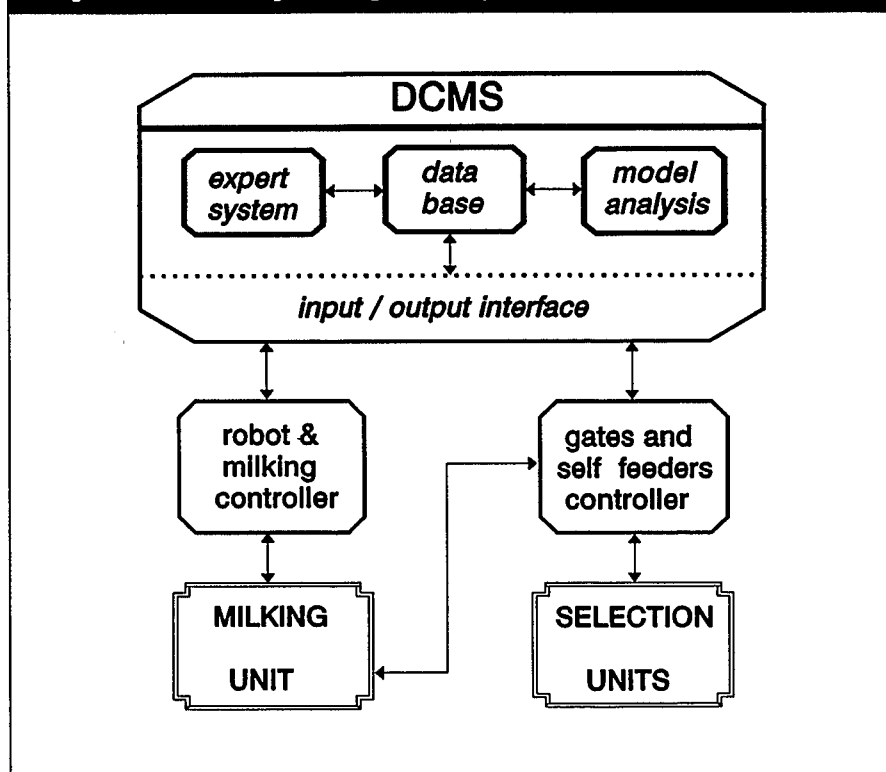 DCMS
expert
system
data
base
model
analysis
input / output interface
robot &
milking
controller
gates and
self feeders
controller
MILKING
UNIT
SELECTION
UNITS